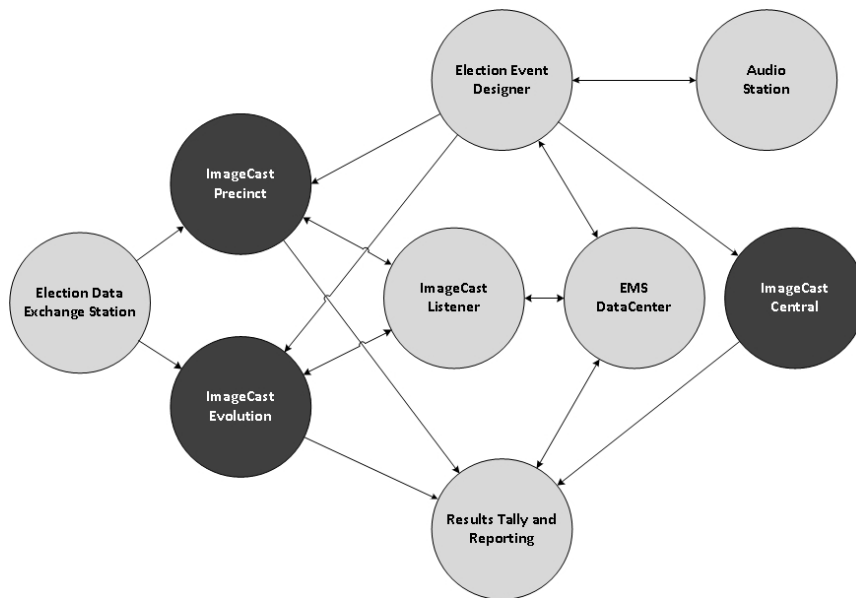 Election Event
Designer
Audio
Station
ImageCast
Precinct
Election Data
Exchange Station
ImageCast
Listener
EMS
DataCenter
ImageCast
Central
ImageCast
Evolution
Results Tally and
Reporting